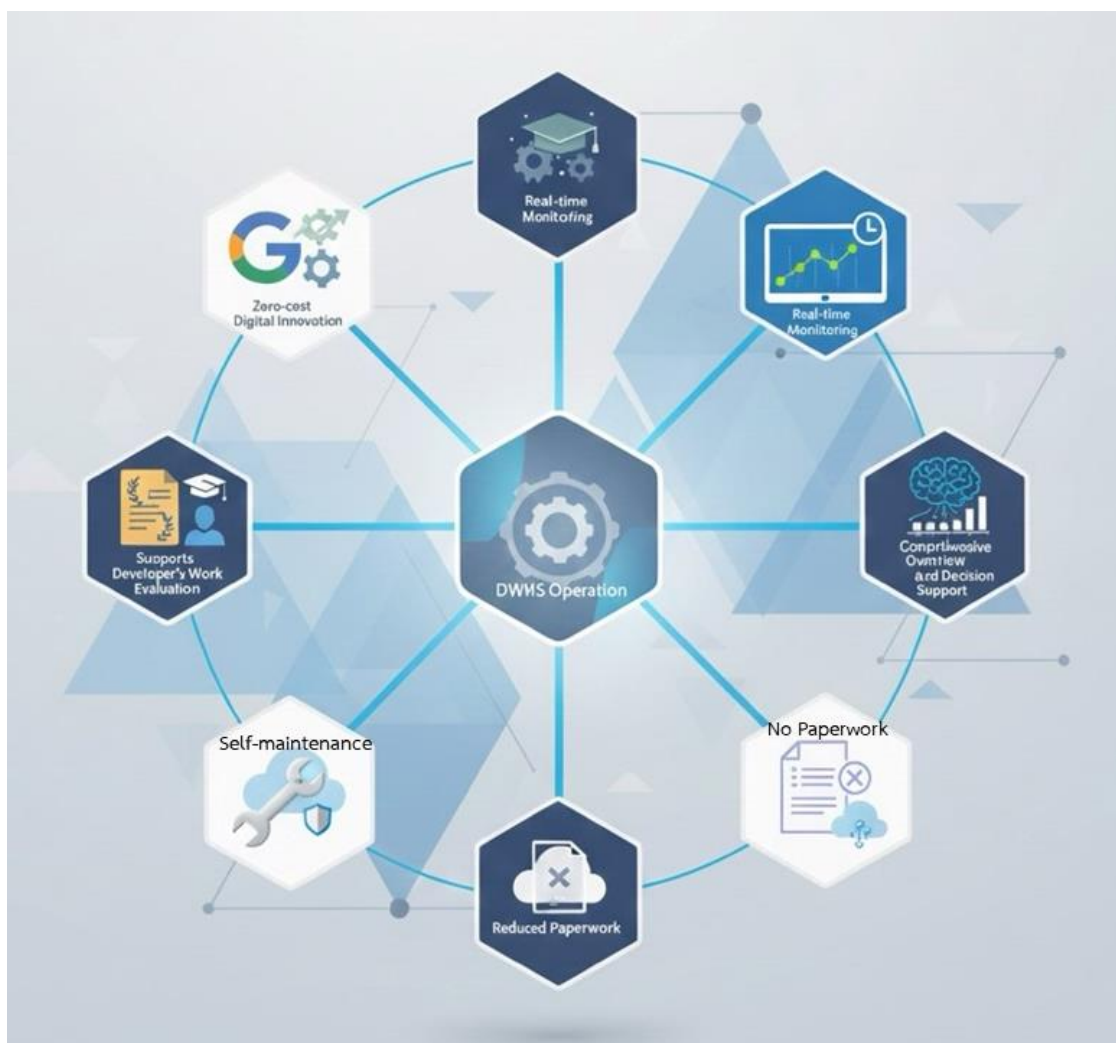 Real-time
Monitoring
Real-time
Monitoring
Zero-cost
Digital Innovation
Supports
Developer's Work
Evaluation
and Decision
Support
DWMS Operation
Self-maintenance
No Paperwork
Reduced Paperwork